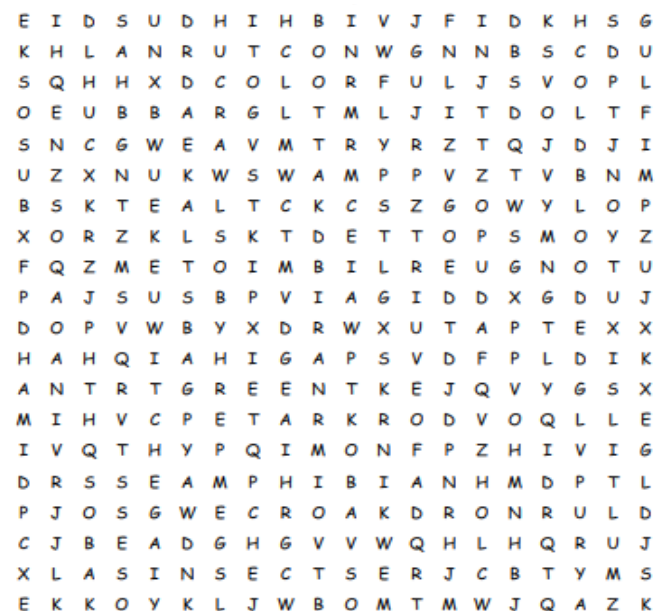 E I D S U D H I H B I V J F I D K H S G
K H L A N R U T C O N W G N N B S C D U
S Q H H X D C O L O R F U L J S V O P L
O E U B B A R G L T M L J I T D O L T F
S N C G W E A V M T R Y R Z T Q J D J I
U Z X N U K W S W A M P P V Z T V B N M
B S K T E A L T C K C S Z G O W Y L O P
X O R Z K L S K T D E T T O P S M O Y Z
F Q Z M E T O I M B I L R E U G N O T U
P A J S U S B P V I A G I D D X G D U J
D O P V W B Y X D R W X U T A P T E X X
H A H Q I A H I G A P S V D F P L D I K
A N T R T G R E E N T K E J Q V Y G S X
M I H V C P E T A R K R O D V O Q L L E
I V Q T H Y P Q I M O N F P Z H I V I G
D R S S E A M P H I B I A N H M D P T L
P J O S G W E C R O A K D R O N R U L D
C J B E A D G H G V V W Q H L H Q R U J
X L A S I N S E C T S E R J C B T Y M S
E K K O Y K L J W B O M T M W J Q A Z K